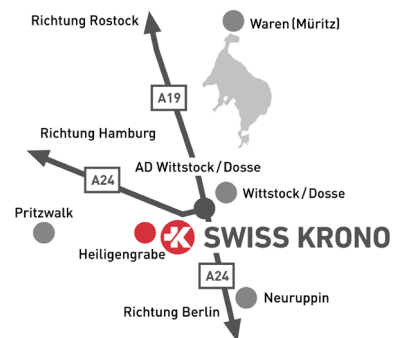 Richtung Rostock
Waren (Müritz)
A19
Richtung Hamburg
AD Wittstock/Dosse
A24
Wittstock/Dosse
Pritzwalk
SWISS KRONO
Heiligengrabe
A24
Neuruppin
Richtung Berlin